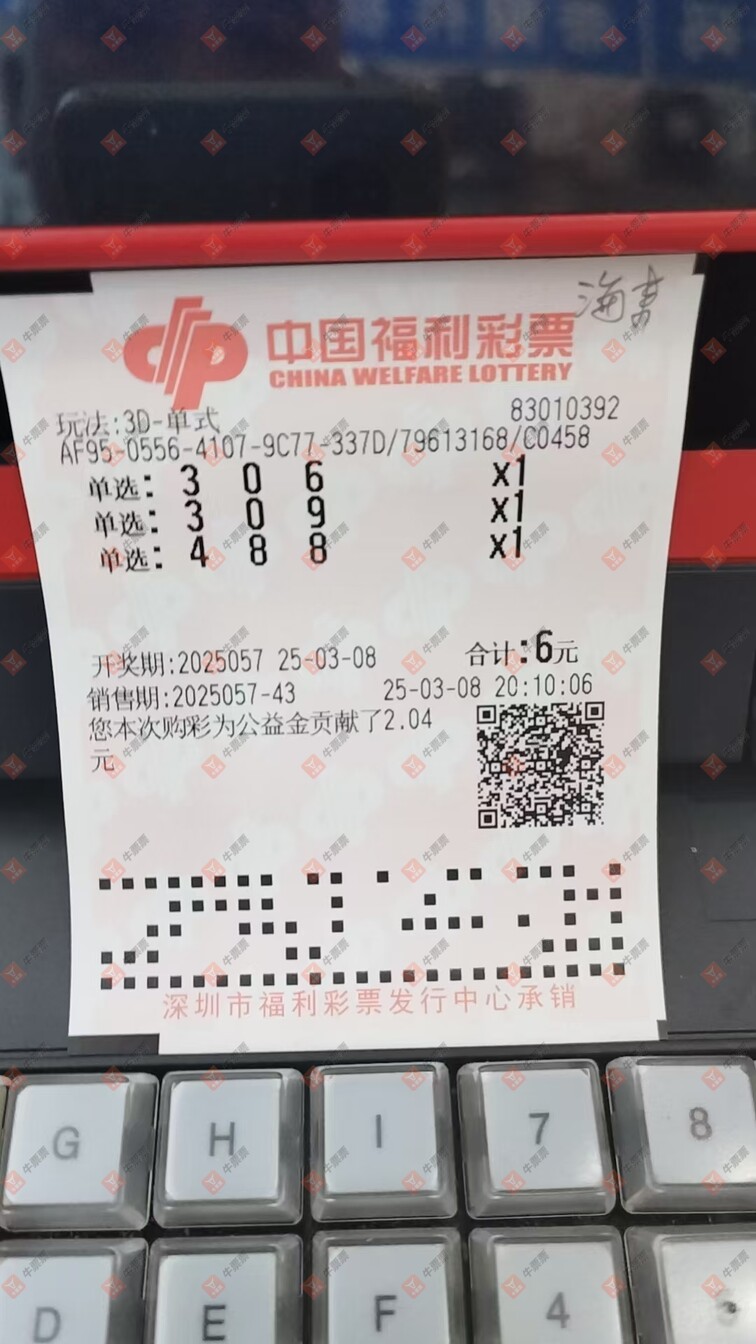 海青
中国福利彩票
CHINA WELFARE LOTTERY
玩法:3D-单式 83010392
AF95-0556-4107-9C77-337D/79613168/C0458
单选: 3 0 6 x1
单选: 3 0 9 x1
单选: 4 8 8 x1
开奖期:2025057 25-03-08 合计:6元
销售期:2025057-43 25-03-08 20:10:06
您本次购彩为公益金贡献了2.04
元
深圳市福利彩票发行中心承销
G H I 7 8
D E F 4
牛票票